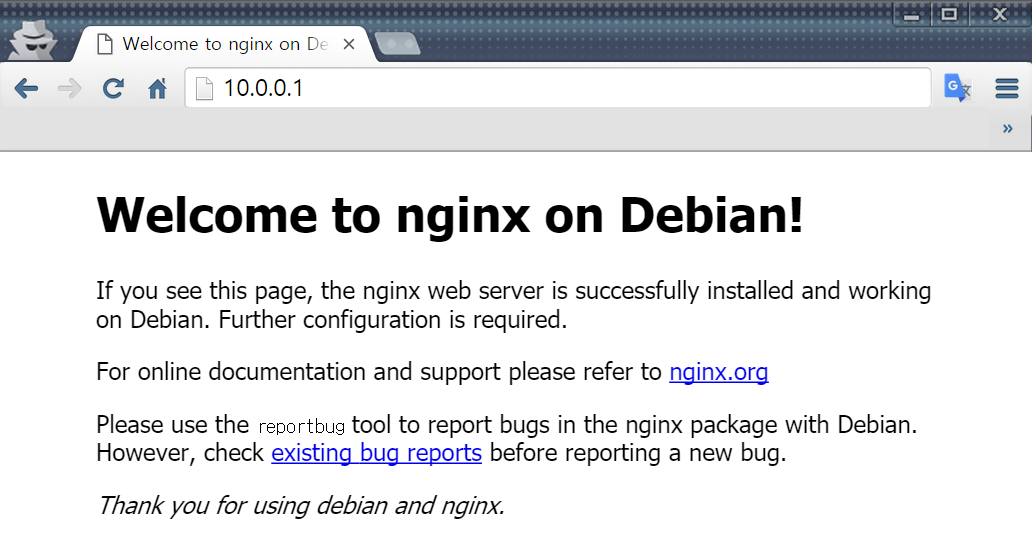 Welcome to nginx on De
10.0.0.1
»
Welcome to nginx on Debian!
If you see this page, the nginx web server is successfully installed and working
on Debian. Further configuration is required.
For online documentation and support please refer to nginx.org
Please use the reportbug tool to report bugs in the nginx package with Debian.
However, check existing bug reports before reporting a new bug.
Thank you for using debian and nginx.